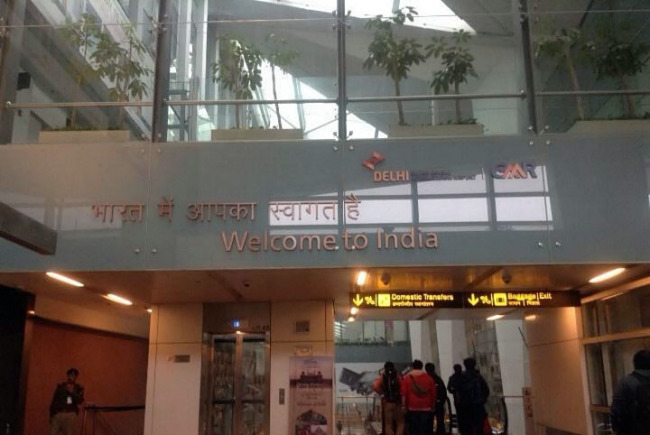 DELHI
GMR
भारत में आपका स्वागत है
Welcome to India
Domestic Transfers
Baggage | Exit